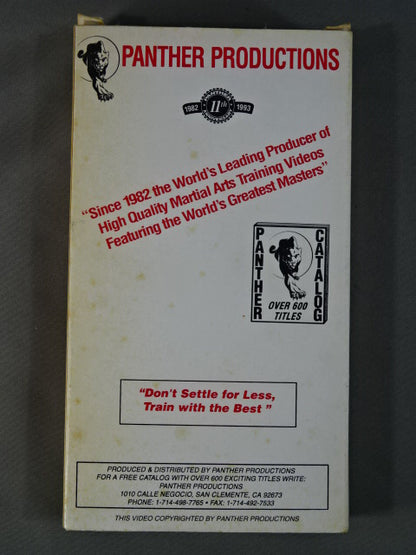 PANTHER PRODUCTIONS
PANTHER
1982 11th 1993
"Since 1982 the World's Leading Producer of
High Quality Martial Arts Training Videos
Featuring the World's Greatest Masters"
PANTHER
CATALOG
OVER 600
TITLES
"Don't Settle for Less,
Train with the Best "
PRODUCED & DISTRIBUTED BY PANTHER PRODUCTIONS
FOR A FREE CATALOG WITH OVER 600 EXCITING TITLES WRITE:
PANTHER PRODUCTIONS
1010 CALLE NEGOCIO, SAN CLEMENTE, CA 92673
PHONE: 1-714-498-7765 • FAX: 1-714-492-7533
THIS VIDEO COPYRIGHTED BY PANTHER PRODUCTIONS